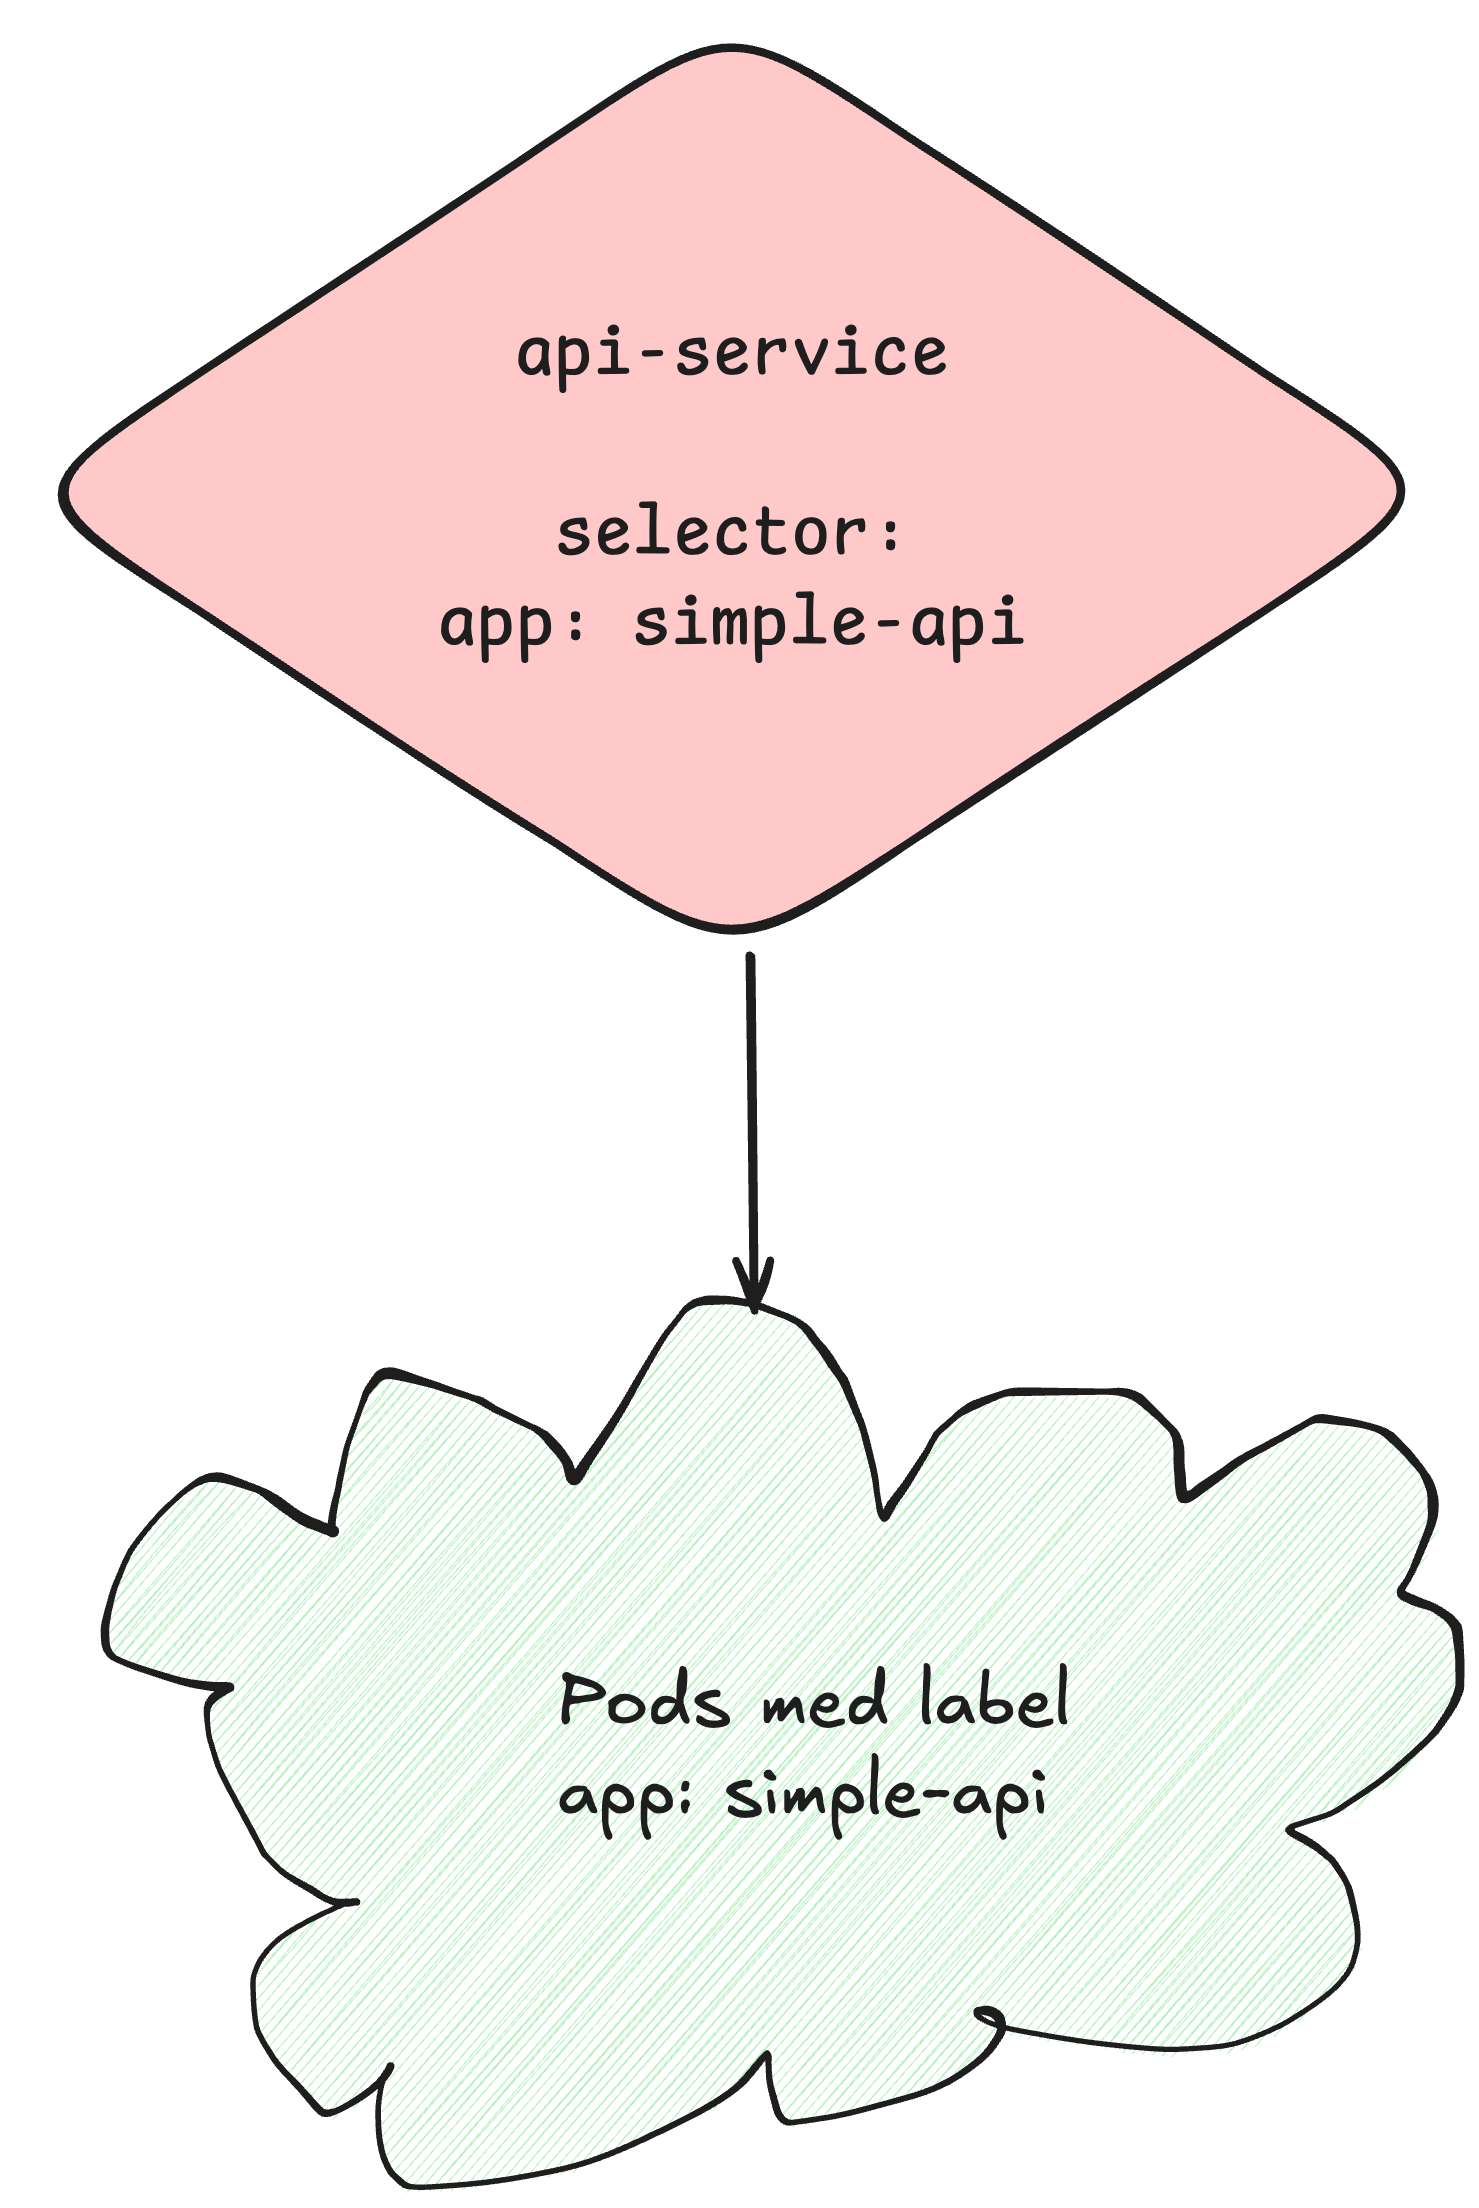 api-service
selector:
app: simple-api
Pods med label
app: simple-api